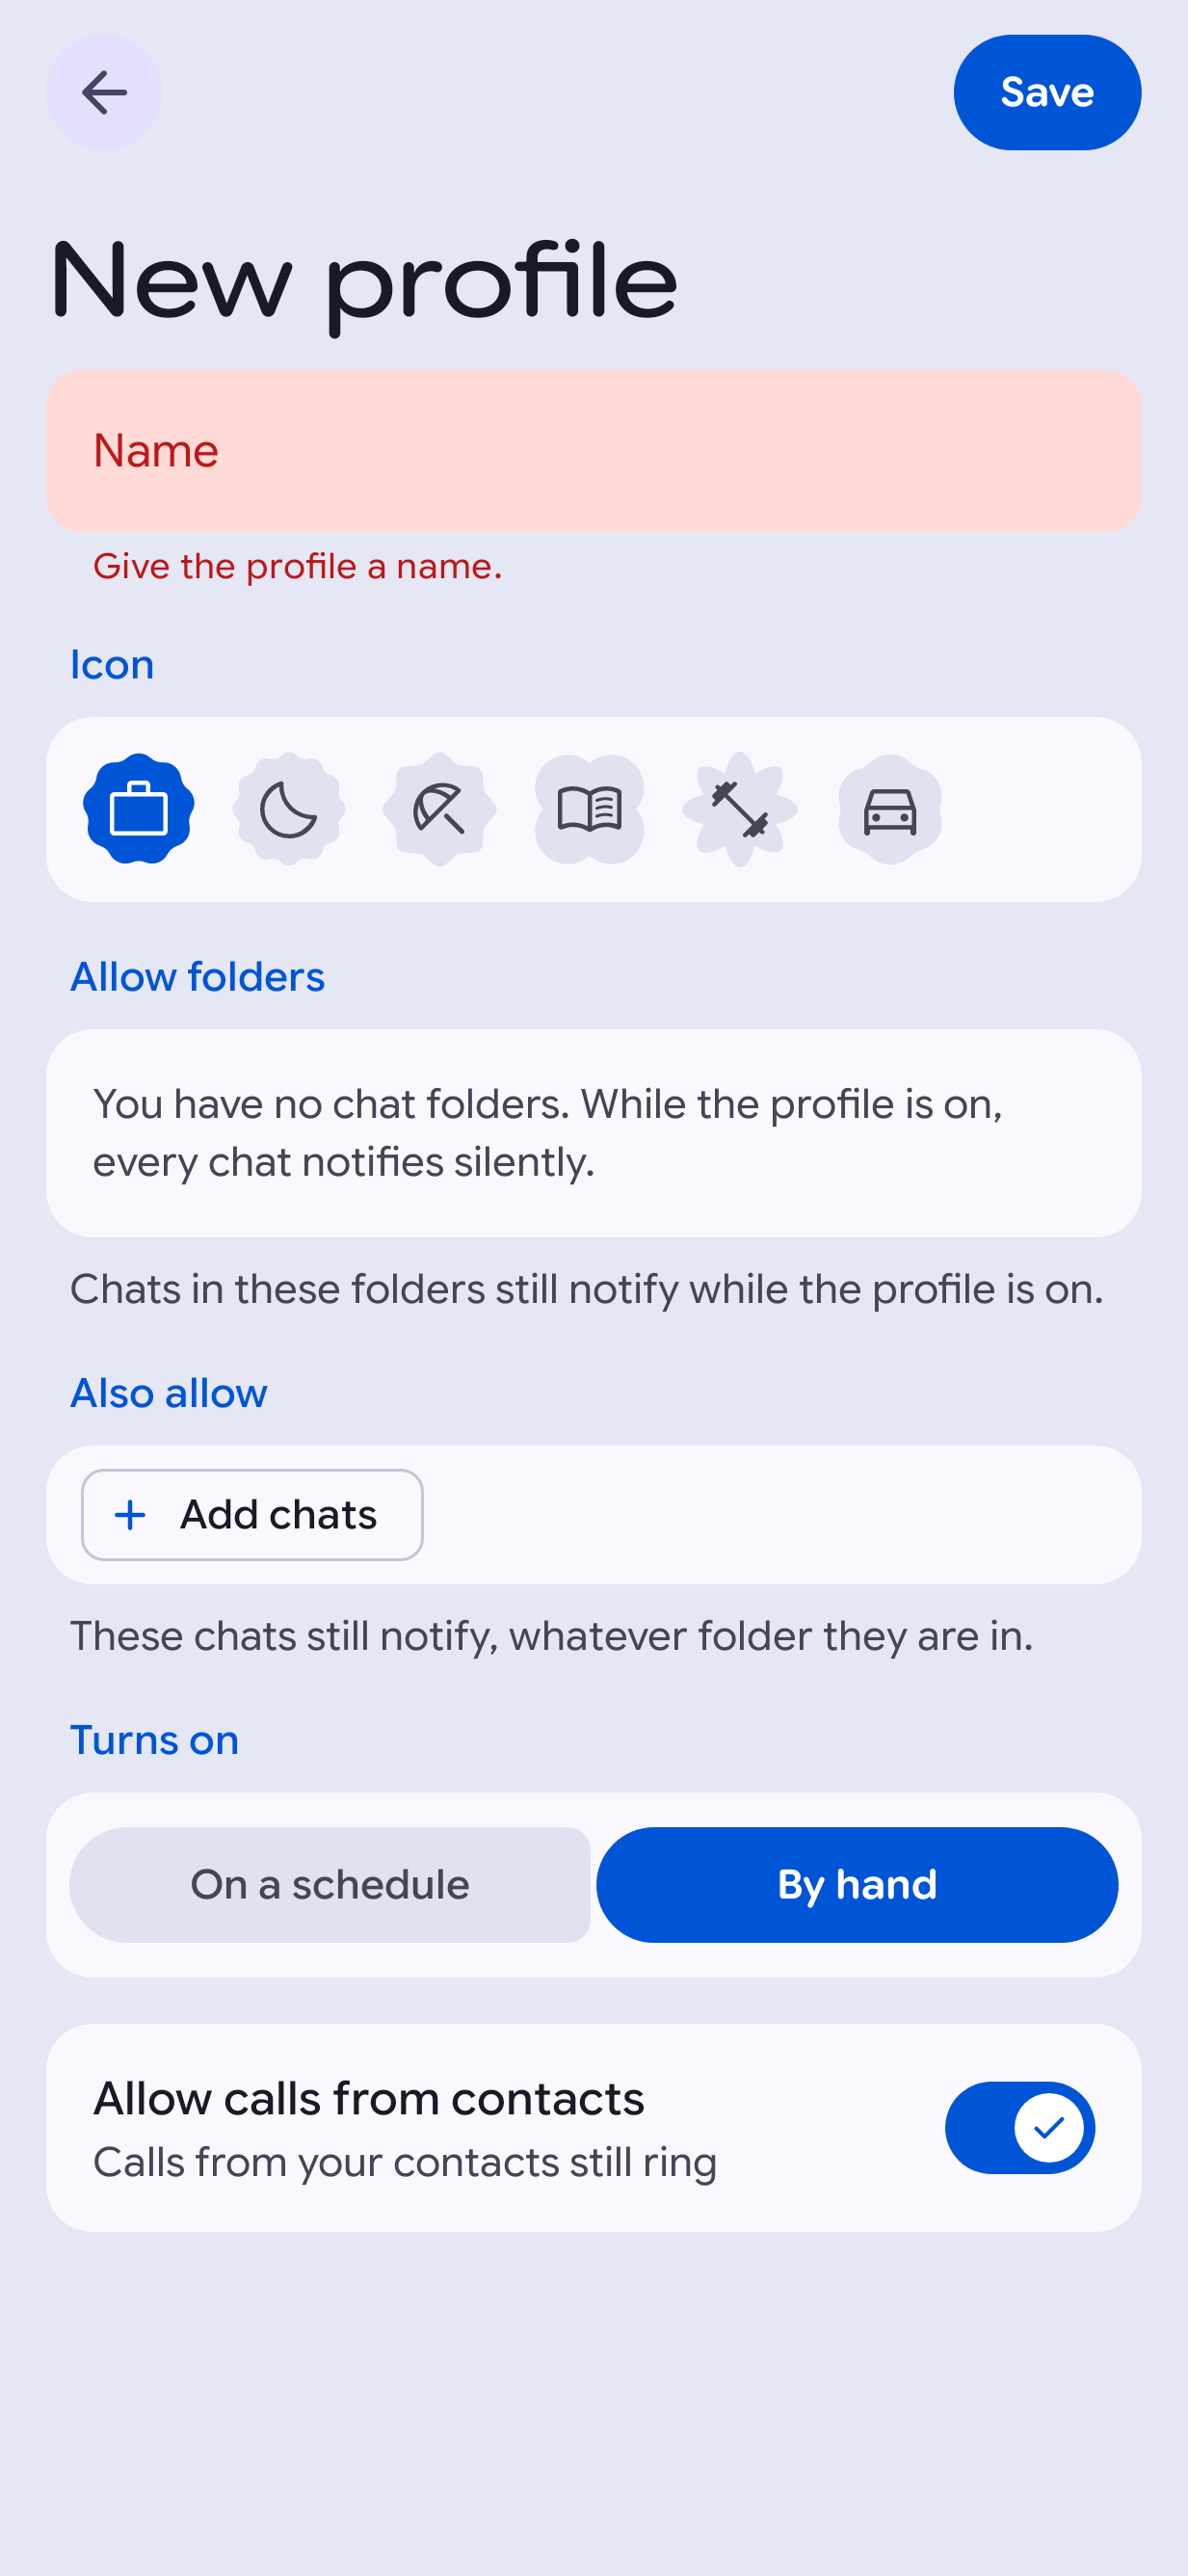 Save
New profile
Name
Give the profile a name.
Icon
Allow folders
You have no chat folders. While the profile is on,
every chat notifies silently.
Chats in these folders still notify while the profile is on.
Also allow
Add chats
These chats still notify, whatever folder they are in.
Turns on
On a schedule
By hand
Allow calls from contacts
Calls from your contacts still ring